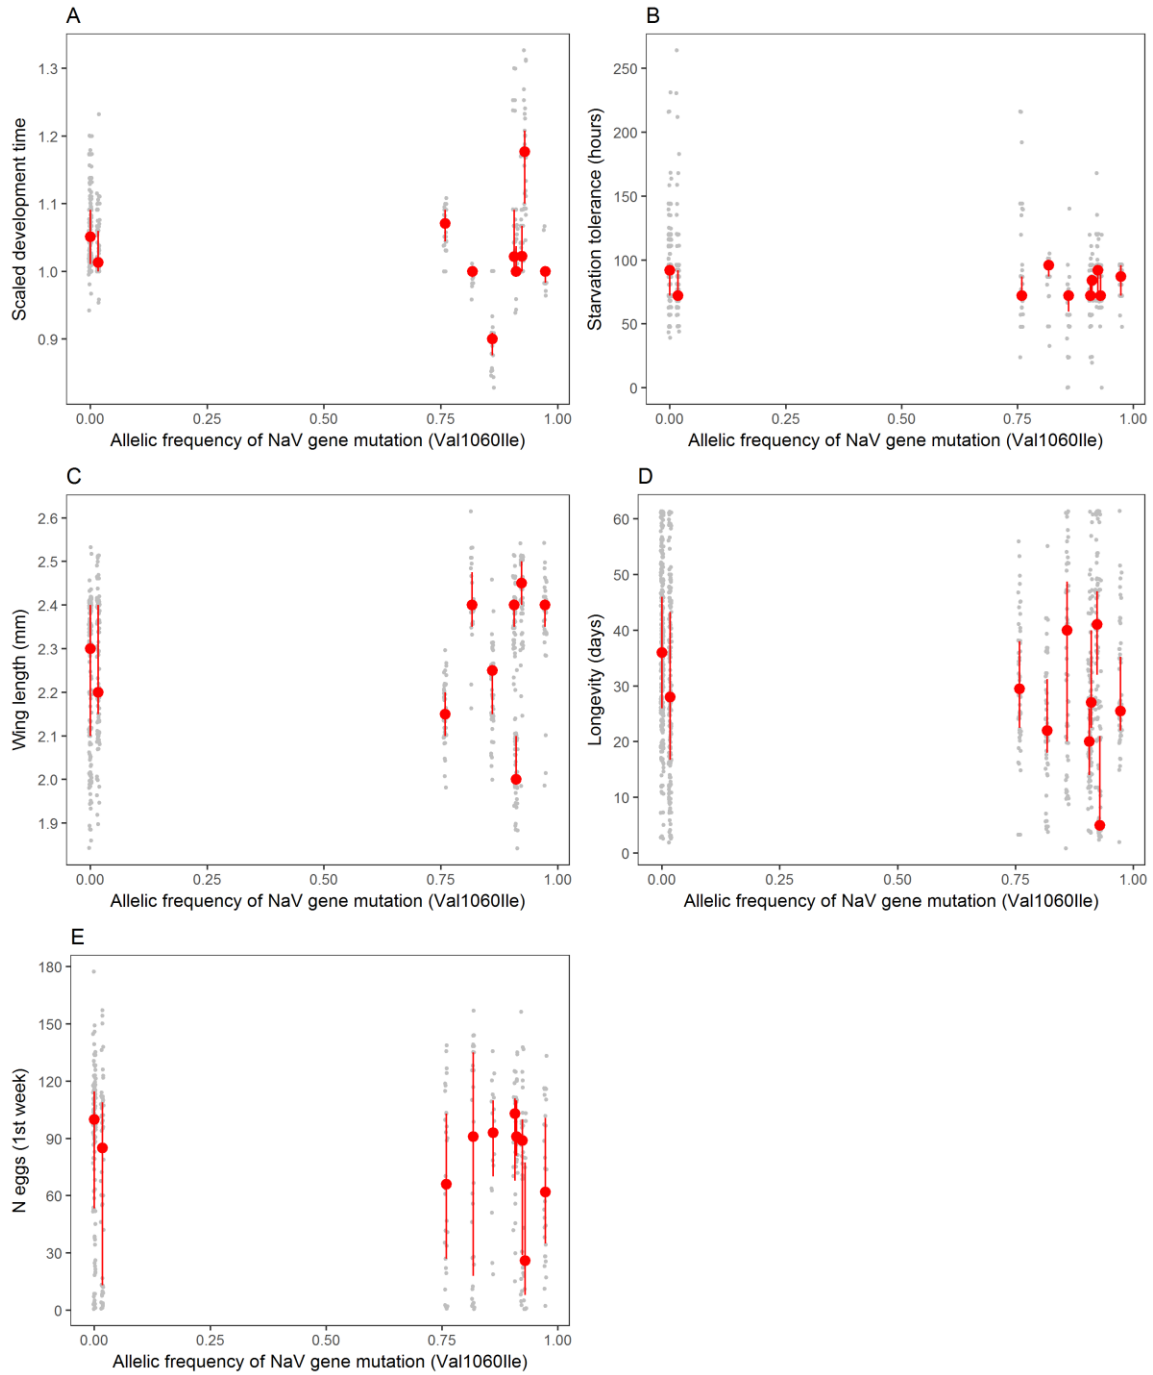 A
Scaled development time
1.3
1.2
1.1
1.0
0.9
0.00 0.25 0.50 0.75 1.00
Allelic frequency of NaV gene mutation (Val1060Ile)
B
Starvation tolerance (hours)
250
200
150
100
50
0
0.00 0.25 0.50 0.75 1.00
Allelic frequency of NaV gene mutation (Val1060Ile)
C
Wing length (mm)
2.6
2.5
2.4
2.3
2.2
2.1
2.0
1.9
0.00 0.25 0.50 0.75 1.00
Allelic frequency of NaV gene mutation (Val1060Ile)
D
Longevity (days)
60
50
40
30
20
10
0
0.00 0.25 0.50 0.75 1.00
Allelic frequency of NaV gene mutation (Val1060Ile)
E
N eggs (1st week)
180
150
120
90
60
30
0
0.00 0.25 0.50 0.75 1.00
Allelic frequency of NaV gene mutation (Val1060Ile)